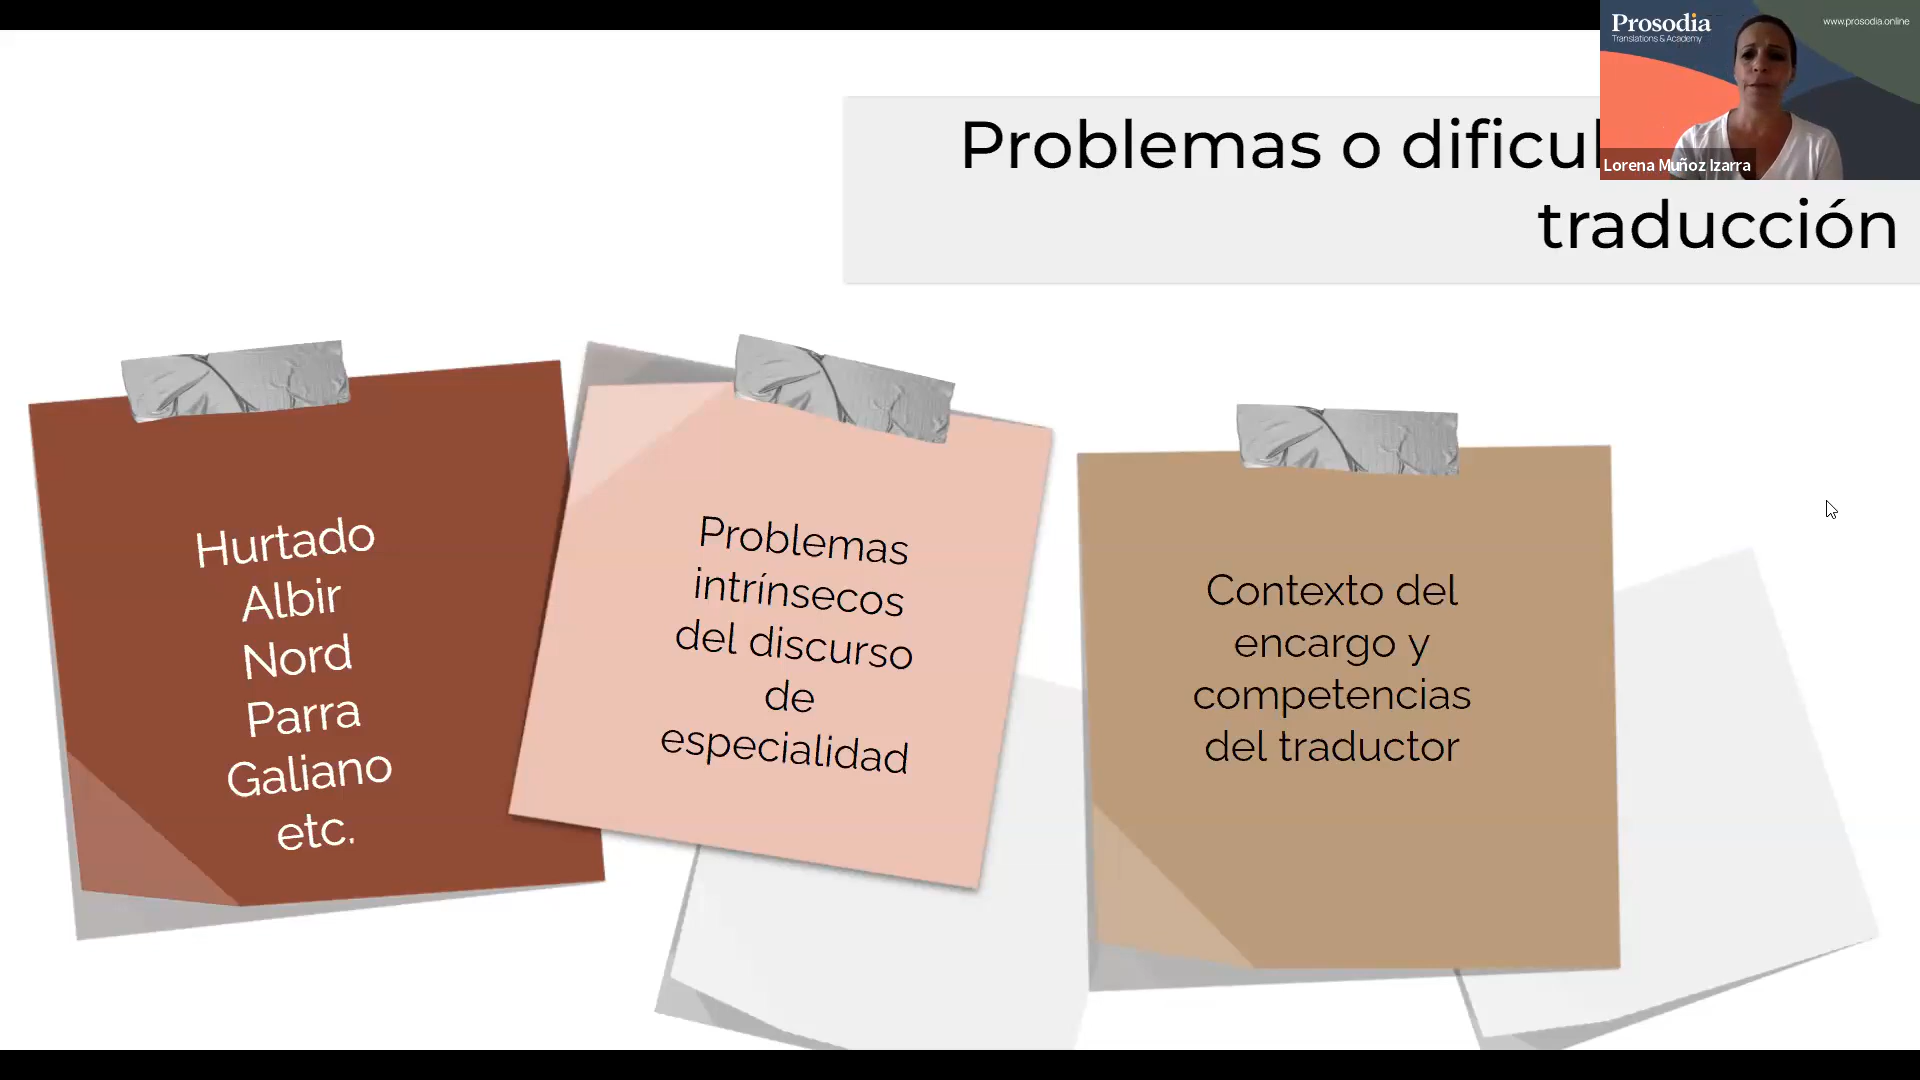 Prosodia
Translations & Academy
www.prosodia.online
Lorena Muñoz Izarra
Problemas o dificul
traducción
Hurtado
Albir
Nord
Parra
Galiano
etc.
Problemas
intrínsecos
del discurso
de
especialidad
Contexto del
encargo y
competencias
del traductor